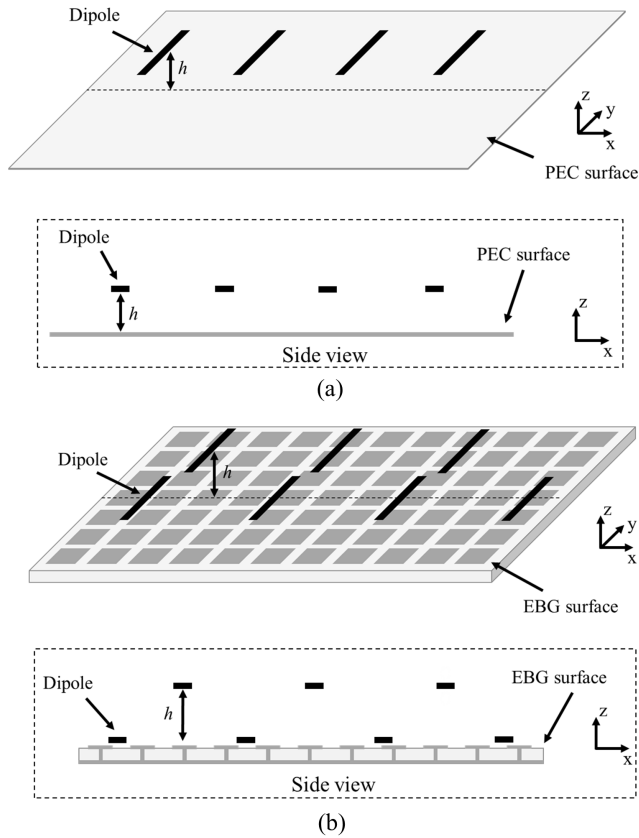 Dipole
h
z
y
x
PEC surface
Dipole
PEC surface
h
z
x
Side view
(a)
Dipole
h
z
y
x
EBG surface
Dipole
EBG surface
h
z
x
Side view
(b)